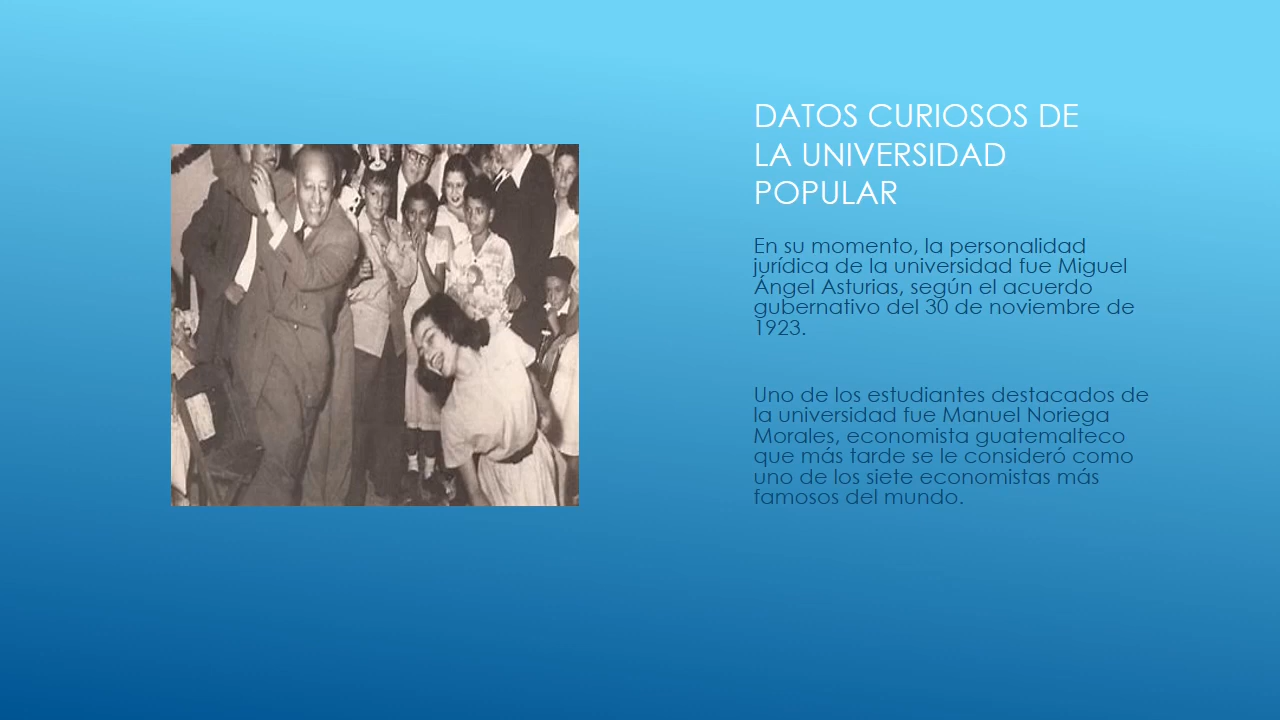 DATOS CURIOSOS DE
LA UNIVERSIDAD
POPULAR
En su momento, la personalidad
jurídica de la universidad fue Miguel
Ángel Asturias, según el acuerdo
gubernativo del 30 de noviembre de
1923.
Uno de los estudiantes destacados de
la universidad fue Manuel Noriega
Morales, economista guatemalteco
que más tarde se le consideró como
uno de los siete economistas más
famosos del mundo.